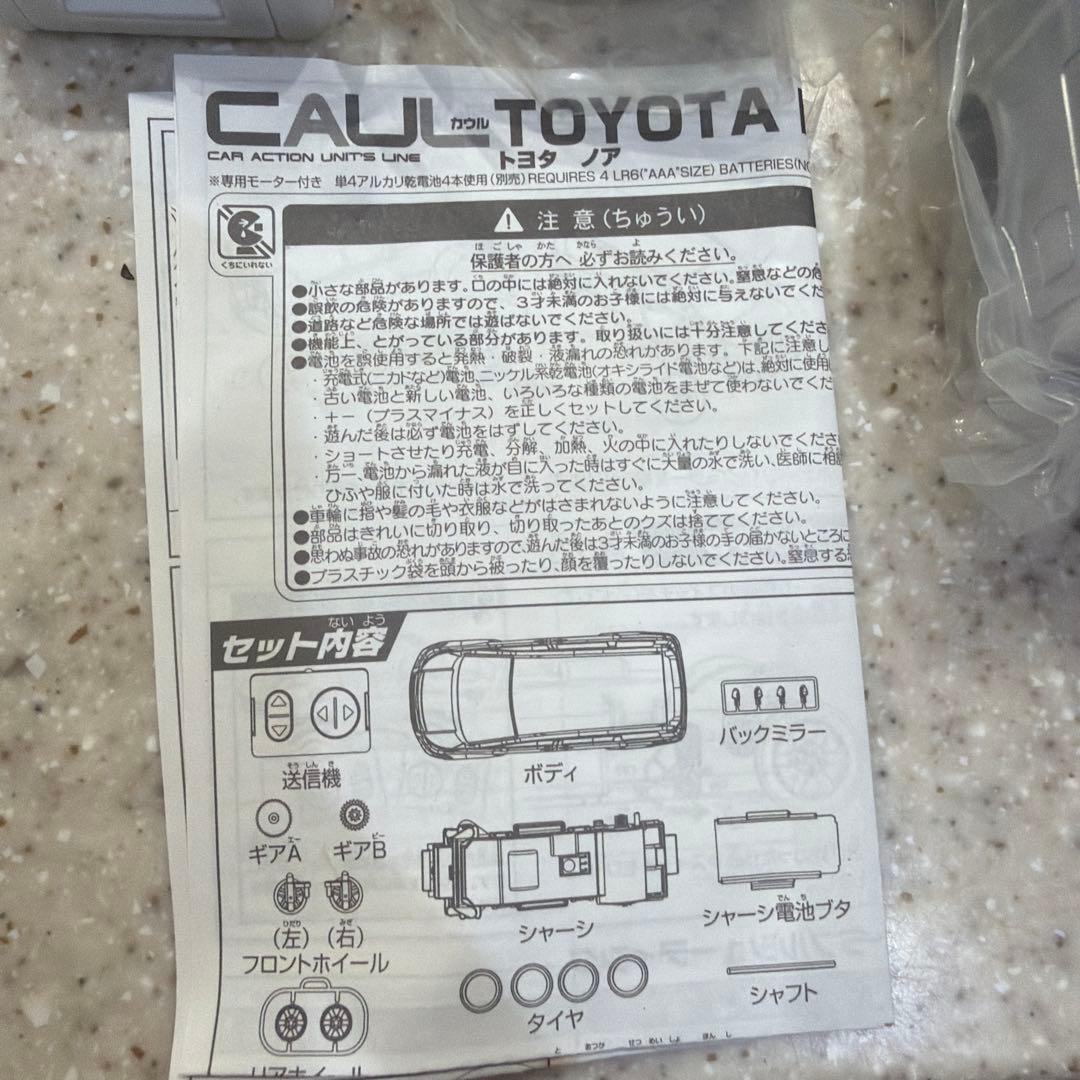 CAUL カウル TOYOTA
CAR ACTION UNIT'S LINE トヨタ ノア
※専用モーター付き 単4アルカリ乾電池4本使用(別売) REQUIRES 4 LR6("AAA"SIZE) BATTERIES(NO
くちにいれない
注意(ちゅうい)
保護者の方へ 必ずお読みください。
●小さな部品があります。口の中には絶対に入れないでください。窒息などの危
●誤飲の危険がありますので、3才未満のお子様には絶対に与えないでくだ
●道路など危険な場所では遊ばないでください。
●機能上、とがっている部分があります。取り扱いには十分注意してくださ
●電池を誤使用すると発熱・破裂・液漏れの恐れがあります。下記に注意し
・充電式(ニカドなど)電池、ニッケル系乾電池(オキシライド電池など)は、絶対に使用
・古い電池と新しい電池、いろいろな種類の電池をまぜて使わないでくだ
・+−(プラスマイナス)を正しくセットしてください。
・遊んだ後は必ず電池をはずしてください。
・ショートさせたり充電、分解、加熱、火の中に入れたりしないでくださ
・万一、電池から漏れた液が目に入った時はすぐに大量の水で洗い、医師に相
ひふや服に付いた時は水で洗ってください。
●車輪に指や髪の毛や衣服などがはさまれないように注意してください。
●部品はきれいに切り取り、切り取ったあとのクズは捨ててください。
●思わぬ事故の恐れがありますので、遊んだ後は3才未満のお子様の手の届かないところに
●プラスチック袋を頭から被ったり、顔を覆ったりしないでください。窒息する
セット内容
送信機
ボディ
バックミラー
ギアA
ギアB
シャーシ
シャーシ電池ブタ
(左) (右)
フロントホイール
タイヤ
シャフト
リアホイール